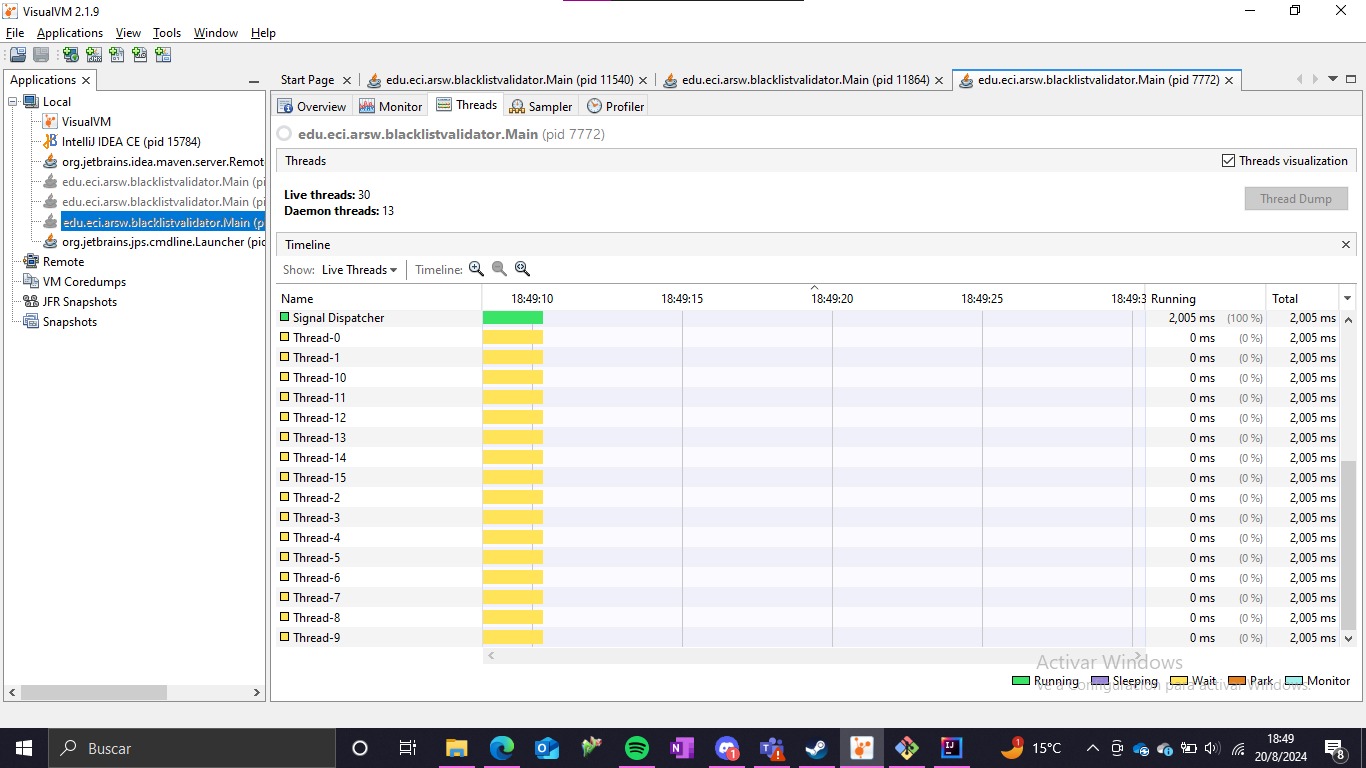 VisualVM 2.1.9
File Applications View Tools Window Help
Applications
Start Page
edu.eci.arsw.blacklistvalidator.Main (pid 11540)
edu.eci.arsw.blacklistvalidator.Main (pid 11864)
edu.eci.arsw.blacklistvalidator.Main (pid 7772)
Local
VisualVM
IntelliJ IDEA CE (pid 15784)
org.jetbrains.idea.maven.server.Remot
edu.eci.arsw.blacklistvalidator.Main (pi
edu.eci.arsw.blacklistvalidator.Main (pi
edu.eci.arsw.blacklistvalidator.Main (p
org.jetbrains.jps.cmdline.Launcher (pic
Remote
VM Coredumps
JFR Snapshots
Snapshots
Overview Monitor Threads Sampler Profiler
edu.eci.arsw.blacklistvalidator.Main (pid 7772)
Threads Threads visualization
Live threads: 30
Daemon threads: 13
Thread Dump
Timeline
Show: Live Threads Timeline:
Name 18:49:10 18:49:15 18:49:20 18:49:25 18:49:3 Running Total
Signal Dispatcher 2,005 ms (100 %) 2,005 ms
Thread-0 0 ms (0 %) 2,005 ms
Thread-1 0 ms (0 %) 2,005 ms
Thread-10 0 ms (0 %) 2,005 ms
Thread-11 0 ms (0 %) 2,005 ms
Thread-12 0 ms (0 %) 2,005 ms
Thread-13 0 ms (0 %) 2,005 ms
Thread-14 0 ms (0 %) 2,005 ms
Thread-15 0 ms (0 %) 2,005 ms
Thread-2 0 ms (0 %) 2,005 ms
Thread-3 0 ms (0 %) 2,005 ms
Thread-4 0 ms (0 %) 2,005 ms
Thread-5 0 ms (0 %) 2,005 ms
Thread-6 0 ms (0 %) 2,005 ms
Thread-7 0 ms (0 %) 2,005 ms
Thread-8 0 ms (0 %) 2,005 ms
Thread-9 0 ms (0 %) 2,005 ms
Activar Windows
Ve a Configuración para activar Windows.
Running Sleeping Wait Park Monitor
Buscar
1
1
15°C
18:49
20/8/2024
8